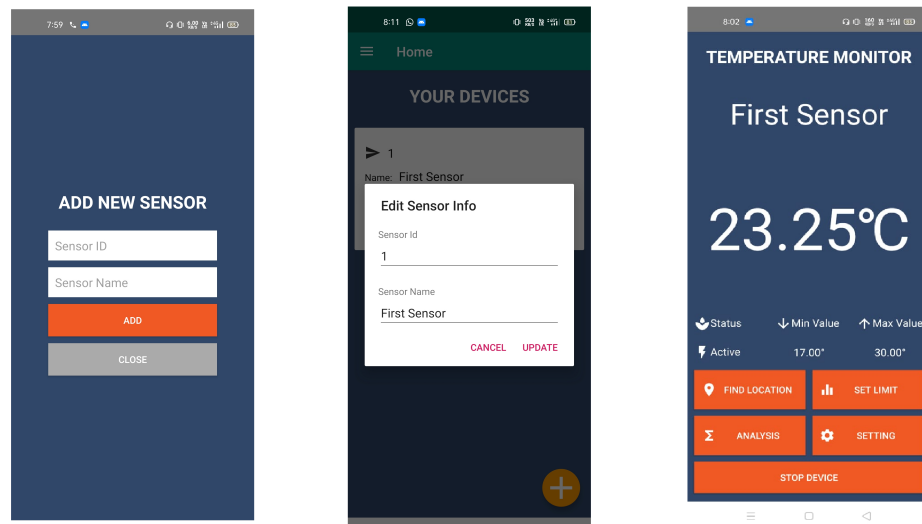 7:59
ADD NEW SENSOR
Sensor ID
Sensor Name
ADD
CLOSE
8:11
Home
YOUR DEVICES
1
Name: First Sensor
Edit Sensor Info
Sensor Id
1
Sensor Name
First Sensor
CANCEL UPDATE
8:02
TEMPERATURE MONITOR
First Sensor
23.25°C
Status Min Value Max Value
Active 17.00° 30.00°
FIND LOCATION SET LIMIT
ANALYSIS SETTING
STOP DEVICE